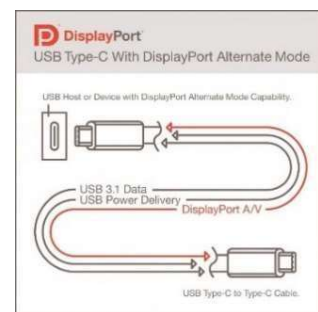 DisplayPort
USB Type-C With DisplayPort Alternate Mode
USB Host or Device with DisplayPort Alternate Mode Capability.
USB 3.1 Data
USB Power Delivery
DisplayPort A/V
USB Type-C to Type-C Cable.